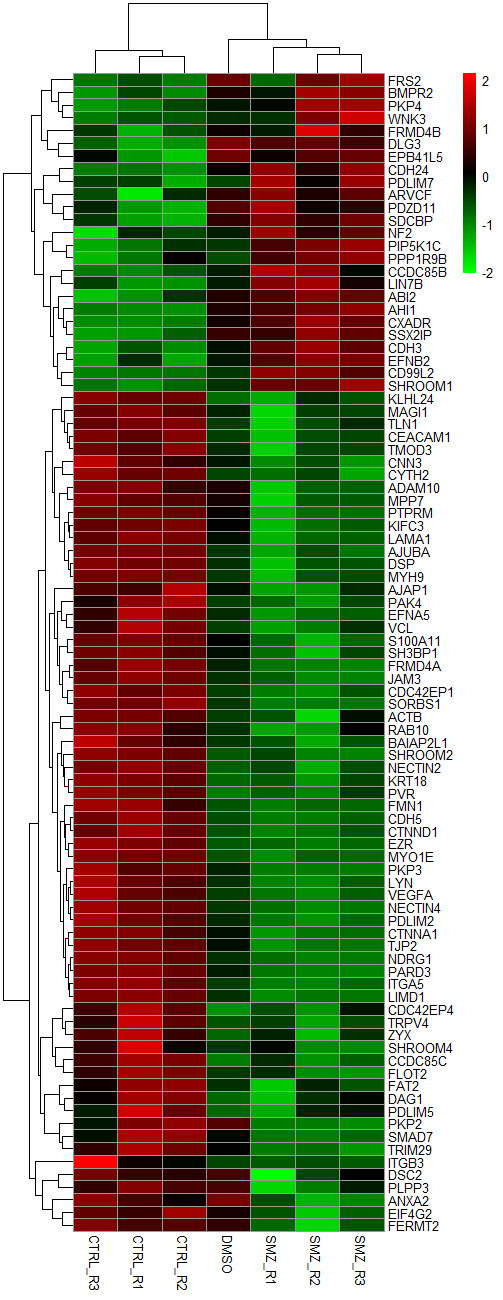 FRS2
BMPR2
PKP4
WNK3
FRMD4B
DLG3
EPB41L5
CDH24
PDLIM7
ARVCF
PDZD11
SDCBP
NF2
PIP5K1C
PPP1R9B
CCDC85B
LIN7B
ABI2
AHI1
CXADR
SSX2IP
CDH3
EFNB2
CD99L2
SHROOM1
KLHL24
MAGI1
TLN1
CEACAM1
TMOD3
CNN3
CYTH2
ADAM10
MPP7
PTPRM
KIFC3
LAMA1
AJUBA
DSP
MYH9
AJAP1
PAK4
EFNA5
VCL
S100A11
SH3BP1
FRMD4A
JAM3
CDC42EP1
SORBS1
ACTB
RAB10
BAIAP2L1
SHROOM2
NECTIN2
KRT18
PVR
FMN1
CDH5
CTNND1
EZR
MYO1E
PKP3
LYN
VEGFA
NECTIN4
PDLIM2
CTNNA1
TJP2
NDRG1
PARD3
ITGA5
LIMD1
CDC42EP4
TRPV4
ZYX
SHROOM4
CCDC85C
FLOT2
FAT2
DAG1
PDLIM5
PKP2
SMAD7
TRIM29
ITGB3
DSC2
PLPP3
ANXA2
EIF4G2
FERMT2
CTRL_R3
CTRL_R1
CTRL_R2
DMSO
SMZ_R1
SMZ_R2
SMZ_R3
2
1
0
-1
-2